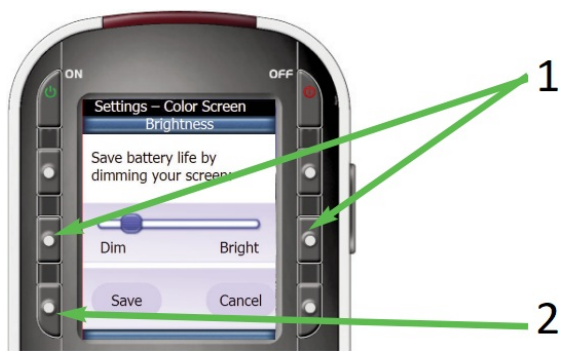 ON OFF
Settings – Color Screen
Brightness
Save battery life by
dimming your screen.
Dim Bright
Save Cancel
1
2